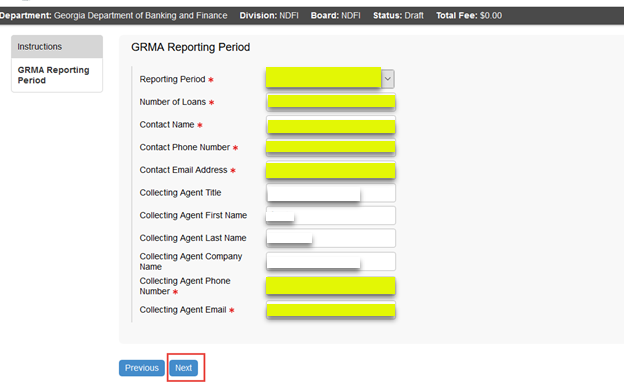 Department: Georgia Department of Banking and Finance Division: NDFI Board: NDFI Status: Draft Total Fee: $0.00
Instructions
GRMA Reporting
Period
GRMA Reporting Period
Reporting Period *
Number of Loans *
Contact Name *
Contact Phone Number *
Contact Email Address *
Collecting Agent Title
Collecting Agent First Name
Collecting Agent Last Name
Collecting Agent Company
Name
Collecting Agent Phone
Number *
Collecting Agent Email *
Previous Next